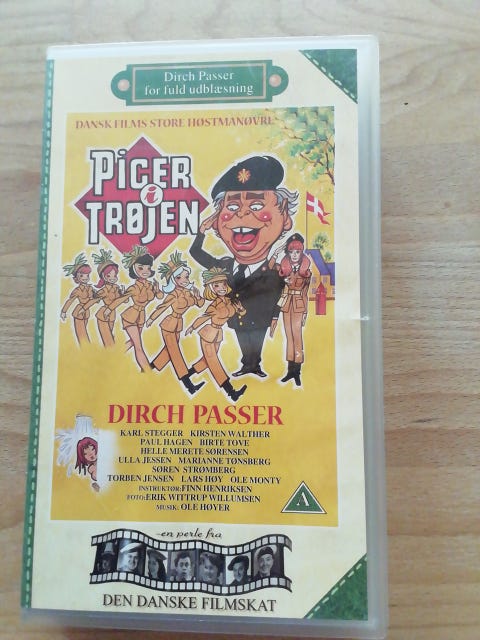 Dirch Passer
for fuld udblæsning
DANSK FILMS STORE HØSTMANØVRE
PIGER
i
TRØJEN
DIRCH PASSER
KARL STEGGER KIRSTEN WALTHER
PAUL HAGEN BIRTE TOVE
HELLE MERETE SØRENSEN
ULLA JESSEN MARIANNE TØNSBERG
SØREN STRØMBERG
TORBEN JENSEN LARS HØY OLE MONTY
INSTRUKTØR: FINN HENRIKSEN
FOTO: ERIK WITTRUP WILLUMSEN
MUSIK: OLE HØYER
A
-en perle fra
DEN DANSKE FILMSKAT